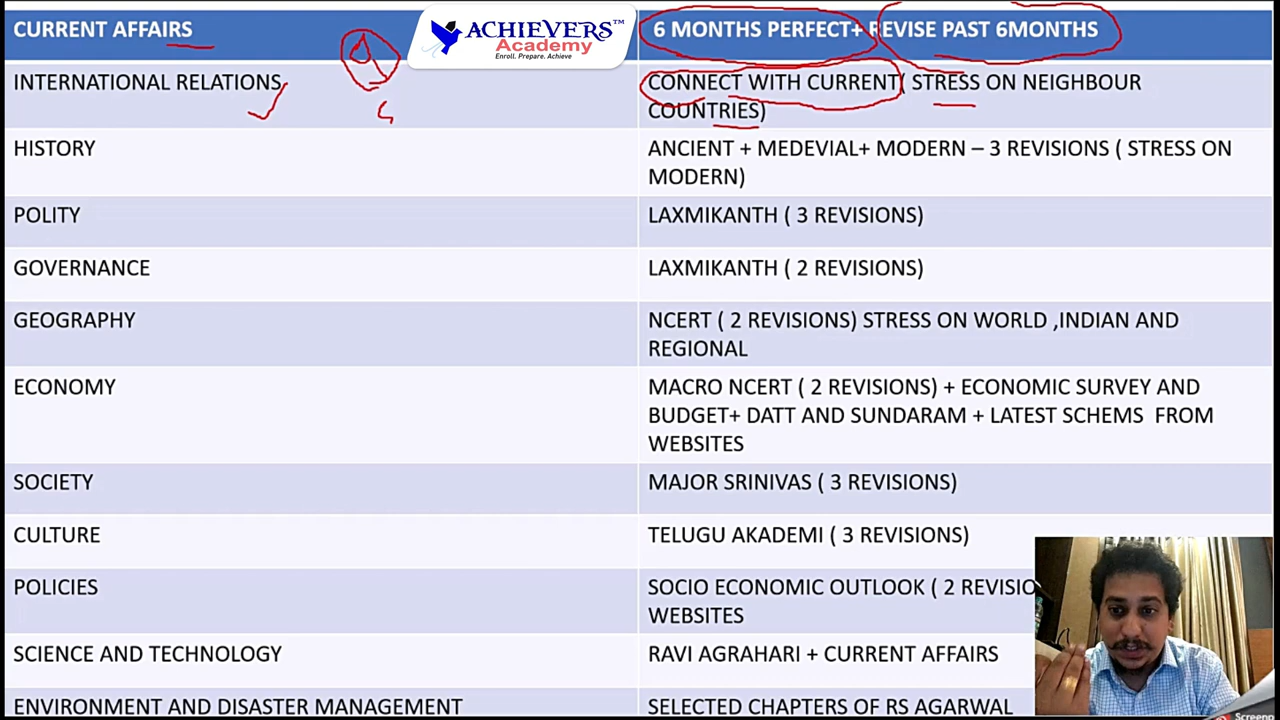 CURRENT AFFAIRS
ACHIEVERS™
Academy
Enroll. Prepare. Achieve
6 MONTHS PERFECT+ REVISE PAST 6MONTHS
INTERNATIONAL RELATIONS
CONNECT WITH CURRENT( STRESS ON NEIGHBOUR
COUNTRIES)
HISTORY
ANCIENT + MEDEVIAL+ MODERN – 3 REVISIONS ( STRESS ON
MODERN)
POLITY
LAXMIKANTH ( 3 REVISIONS)
GOVERNANCE
LAXMIKANTH ( 2 REVISIONS)
GEOGRAPHY
NCERT ( 2 REVISIONS) STRESS ON WORLD ,INDIAN AND
REGIONAL
ECONOMY
MACRO NCERT ( 2 REVISIONS) + ECONOMIC SURVEY AND
BUDGET+ DATT AND SUNDARAM + LATEST SCHEMS FROM
WEBSITES
SOCIETY
MAJOR SRINIVAS ( 3 REVISIONS)
CULTURE
TELUGU AKADEMI ( 3 REVISIONS)
POLICIES
SOCIO ECONOMIC OUTLOOK ( 2 REVISIO
WEBSITES
SCIENCE AND TECHNOLOGY
RAVI AGRAHARI + CURRENT AFFAIRS
ENVIRONMENT AND DISASTER MANAGEMENT
SELECTED CHAPTERS OF RS AGARWAL